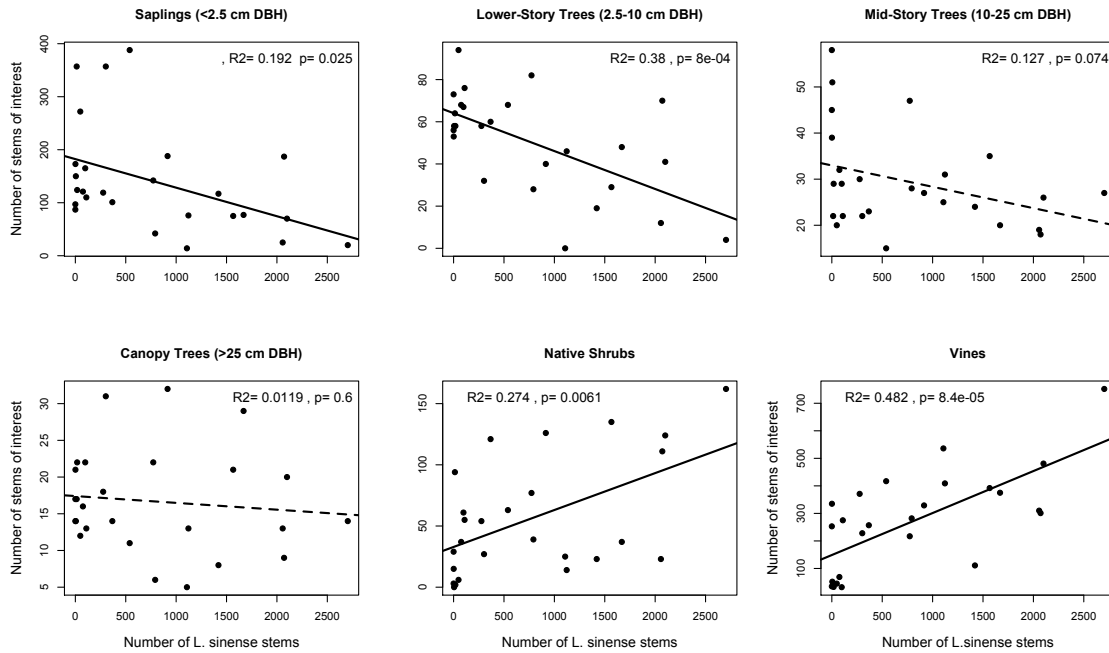 Saplings (<2.5 cm DBH)
Lower-Story Trees (2.5-10 cm DBH)
Mid-Story Trees (10-25 cm DBH)
Number of stems of interest
0 100 200 300 400
, R2= 0.192 p= 0.025
0 500 1000 1500 2000 2500
0 20 40 60 80
R2= 0.38 , p= 8e-04
0 500 1000 1500 2000 2500
20 30 40 50
R2= 0.127 , p= 0.074
0 500 1000 1500 2000 2500
Canopy Trees (>25 cm DBH)
Native Shrubs
Vines
Number of stems of interest
5 10 15 20 25 30
R2= 0.0119 , p= 0.6
0 500 1000 1500 2000 2500
Number of L. sinense stems
0 50 100 150
R2= 0.274 , p= 0.0061
0 500 1000 1500 2000 2500
Number of stems of interest
100 300 500 700
R2= 0.482 , p= 8.4e-05
0 500 1000 1500 2000 2500
Number of L.sinense stems